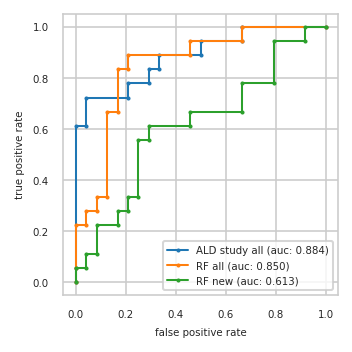 1.0
0.8
0.6
0.4
0.2
0.0
true positive rate
ALD study all (auc: 0.884)
RF all (auc: 0.850)
RF new (auc: 0.613)
0.0 0.2 0.4 0.6 0.8 1.0
false positive rate